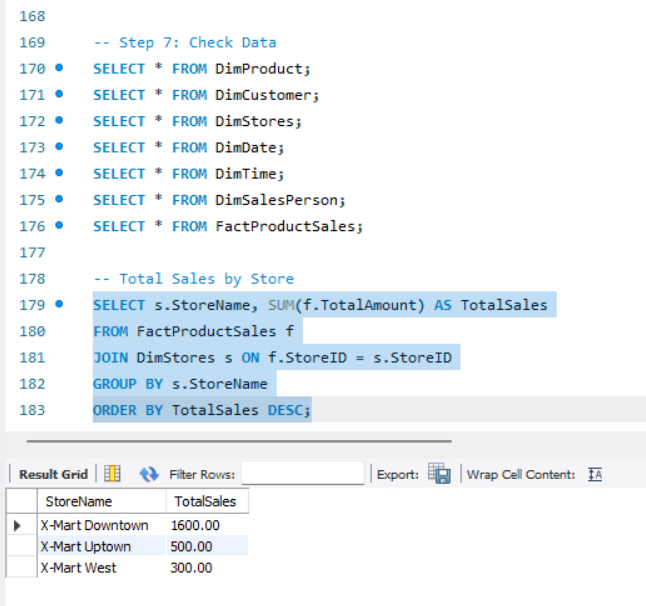 168
169 -- Step 7: Check Data
170 SELECT * FROM DimProduct;
171 SELECT * FROM DimCustomer;
172 SELECT * FROM DimStores;
173 SELECT * FROM DimDate;
174 SELECT * FROM DimTime;
175 SELECT * FROM DimSalesPerson;
176 SELECT * FROM FactProductSales;
177
178 -- Total Sales by Store
179 SELECT s.StoreName, SUM(f.TotalAmount) AS TotalSales
180 FROM FactProductSales f
181 JOIN DimStores s ON f.StoreID = s.StoreID
182 GROUP BY s.StoreName
183 ORDER BY TotalSales DESC;
Result Grid Filter Rows: Export: Wrap Cell Content:
StoreName TotalSales
X-Mart Downtown 1600.00
X-Mart Uptown 500.00
X-Mart West 300.00